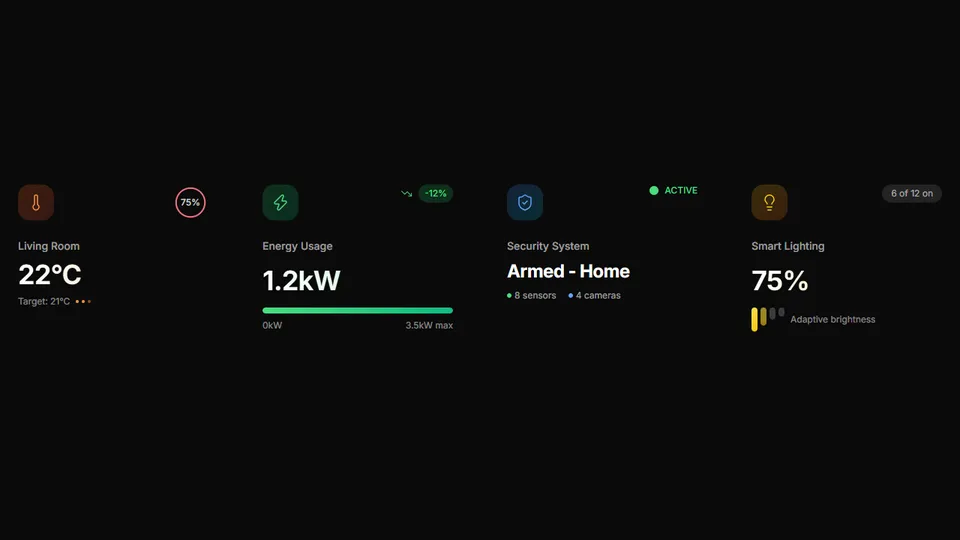 75%
Living Room
22°C
Target: 21°C
-12%
Energy Usage
1.2kW
0kW 3.5kW max
ACTIVE
Security System
Armed - Home
8 sensors 4 cameras
6 of 12 on
Smart Lighting
75%
Adaptive brightness